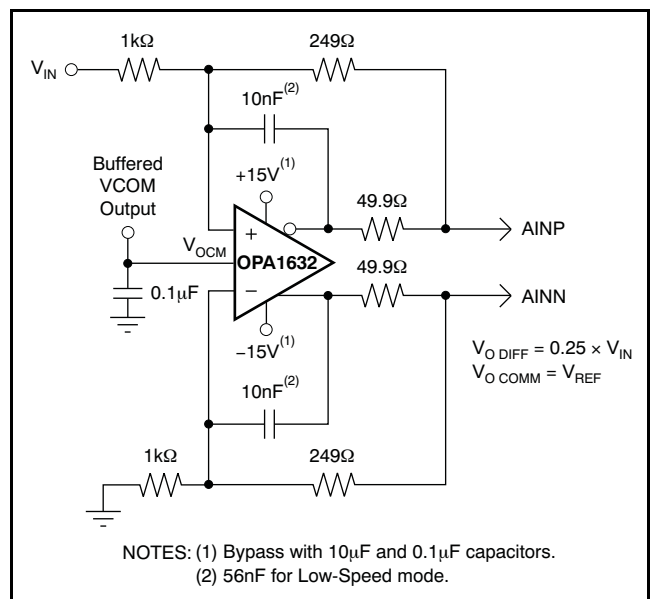 1kΩ
249Ω
V_IN
10nF^(2)
Buffered
VCOM
Output
+15V^(1)
49.9Ω
V_OCM
+
OPA1632
−
AINP
49.9Ω
0.1µF
AINN
−15V^(1)
V_O DIFF = 0.25 × V_IN
V_O COMM = V_REF
10nF^(2)
1kΩ
249Ω
NOTES: (1) Bypass with 10µF and 0.1µF capacitors.
(2) 56nF for Low-Speed mode.